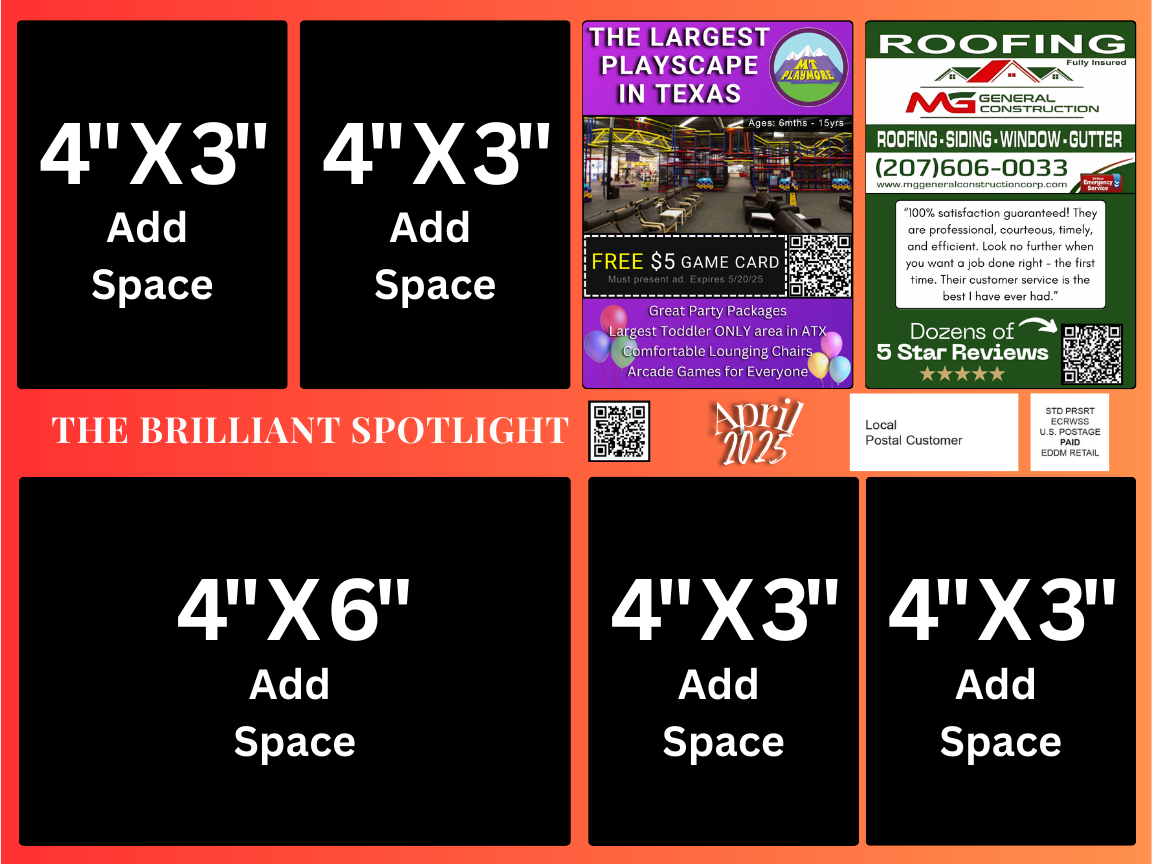 4"X3"
Add
Space
4"X3"
Add
Space
THE LARGEST
PLAYSCAPE
IN TEXAS
MT
PLAYMORE
Ages: 6mths - 15yrs
FREE $5 GAME CARD
Must present ad. Expires 5/20/25
Great Party Packages
Largest Toddler ONLY area in ATX
Comfortable Lounging Chairs
Arcade Games for Everyone
ROOFING
Fully Insured
MG GENERAL
CONSTRUCTION
ROOFING-SIDING-WINDOW-GUTTER
(207)606-0033
www.mggeneralconstructioncorp.com
24 Hour
Emergency
Service
"100% satisfaction guaranteed! They
are professional, courteous, timely,
and efficient. Look no further when
you want a job done right - the first
time. Their customer service is the
best I have ever had."
Dozens of
5 Star Reviews
THE BRILLIANT SPOTLIGHT
April
2025
Local
Postal Customer
STD PRSRT
ECRWSS
U.S. POSTAGE
PAID
EDDM RETAIL
4"X6"
Add
Space
4"X3"
Add
Space
4"X3"
Add
Space